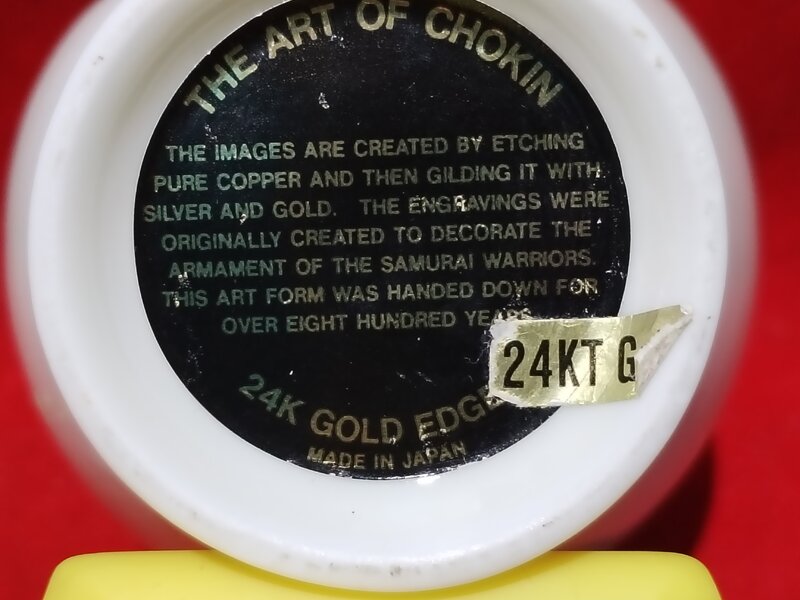 THE ART OF CHOKIN
THE IMAGES ARE CREATED BY ETCHING
PURE COPPER AND THEN GILDING IT WITH
SILVER AND GOLD. THE ENGRAVINGS WERE
ORIGINALLY CREATED TO DECORATE THE
ARMAMENT OF THE SAMURAI WARRIORS.
THIS ART FORM WAS HANDED DOWN FOR
OVER EIGHT HUNDRED YEARS
24KT G
24K GOLD EDGE
MADE IN JAPAN